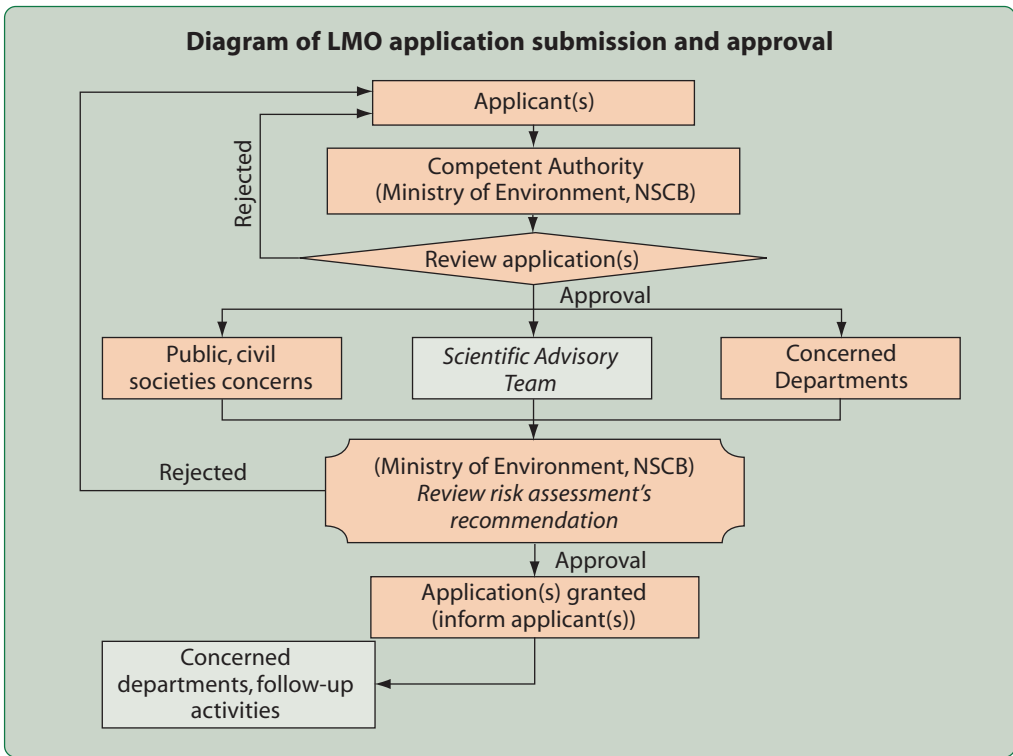 Diagram of LMO application submission and approval
Applicant(s)
Rejected
Competent Authority
(Ministry of Environment, NSCB)
Review application(s)
Approval
Public, civil
societies concerns
Scientific Advisory
Team
Concerned
Departments
Rejected
(Ministry of Environment, NSCB)
Review risk assessment's
recommendation
Approval
Application(s) granted
(inform applicant(s))
Concerned
departments, follow-up
activities